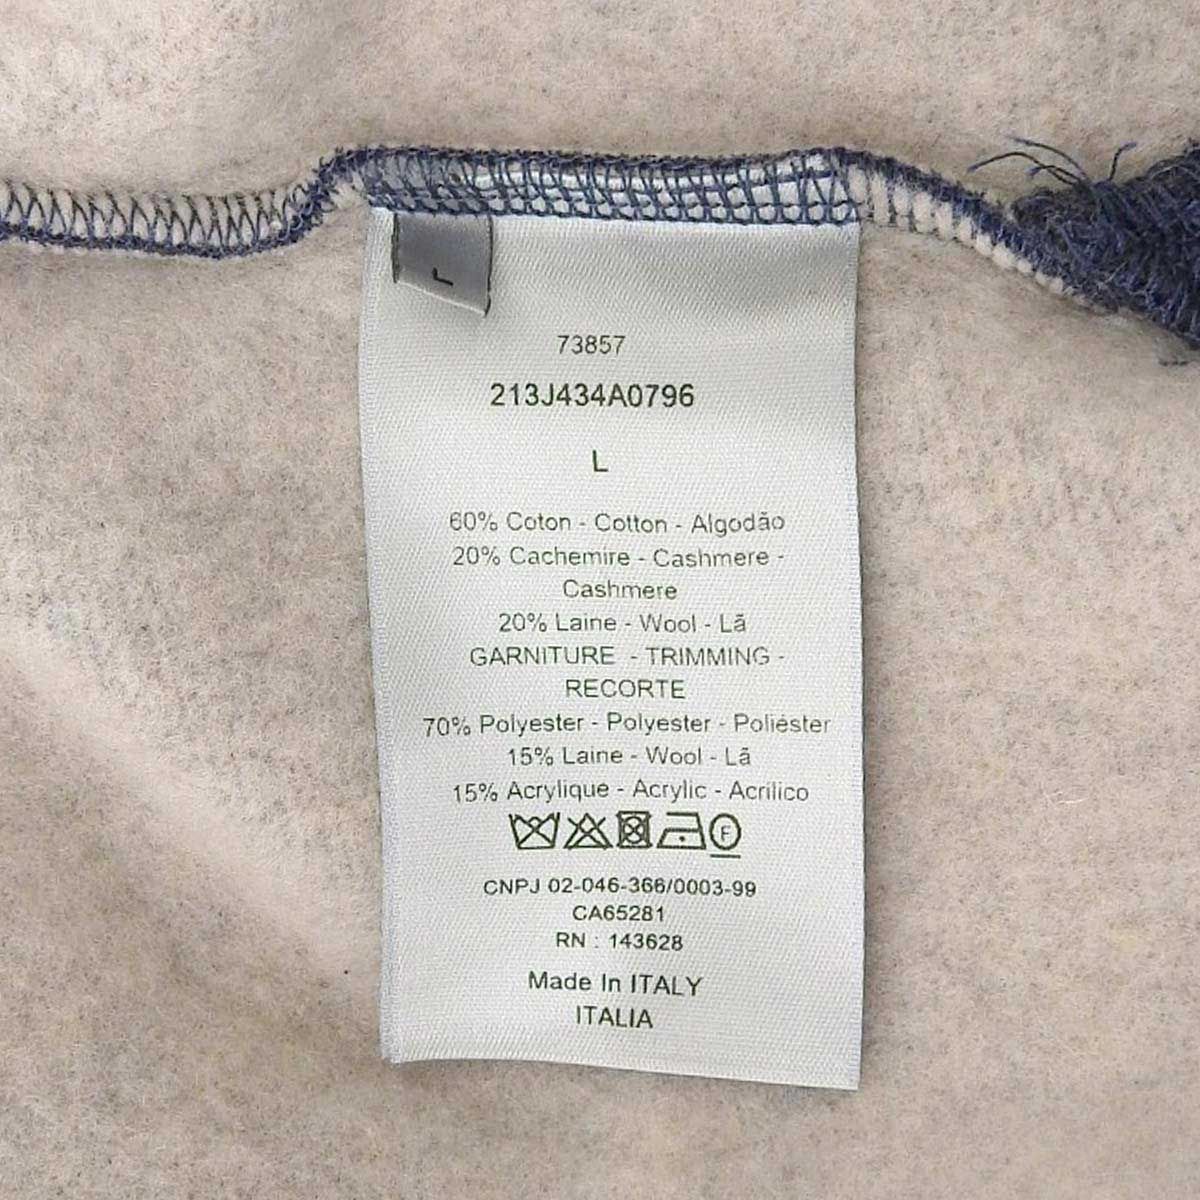 L
73857
213J434A0796
L
60% Coton - Cotton - Algodão
20% Cachemire - Cashmere -
Cashmere
20% Laine - Wool - Lã
GARNITURE - TRIMMING -
RECORTE
70% Polyester - Polyester - Poliéster
15% Laine - Wool - Lã
15% Acrylique - Acrylic - Acrilico
F
CNPJ 02-046-366/0003-99
CA65281
RN : 143628
Made In ITALY
ITALIA